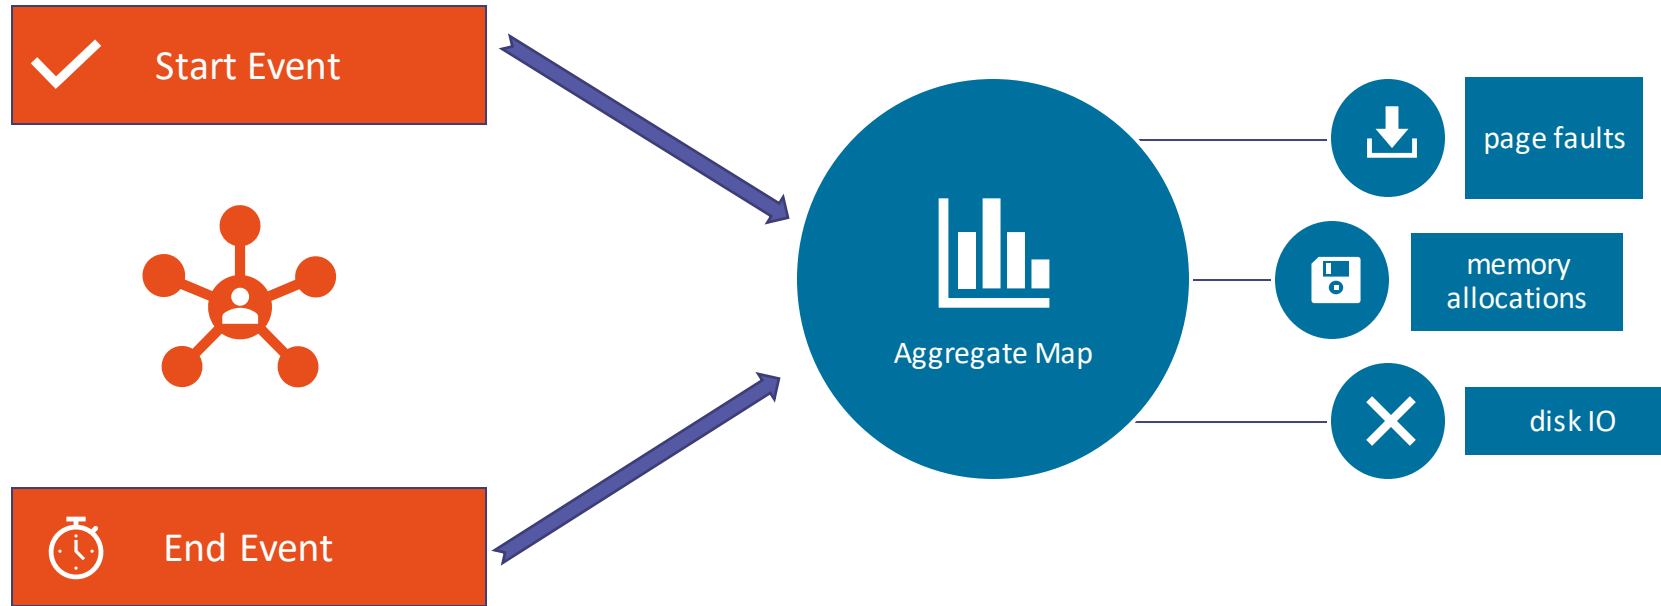 Start Event
page faults
memory
allocations
Aggregate Map
disk IO
End Event